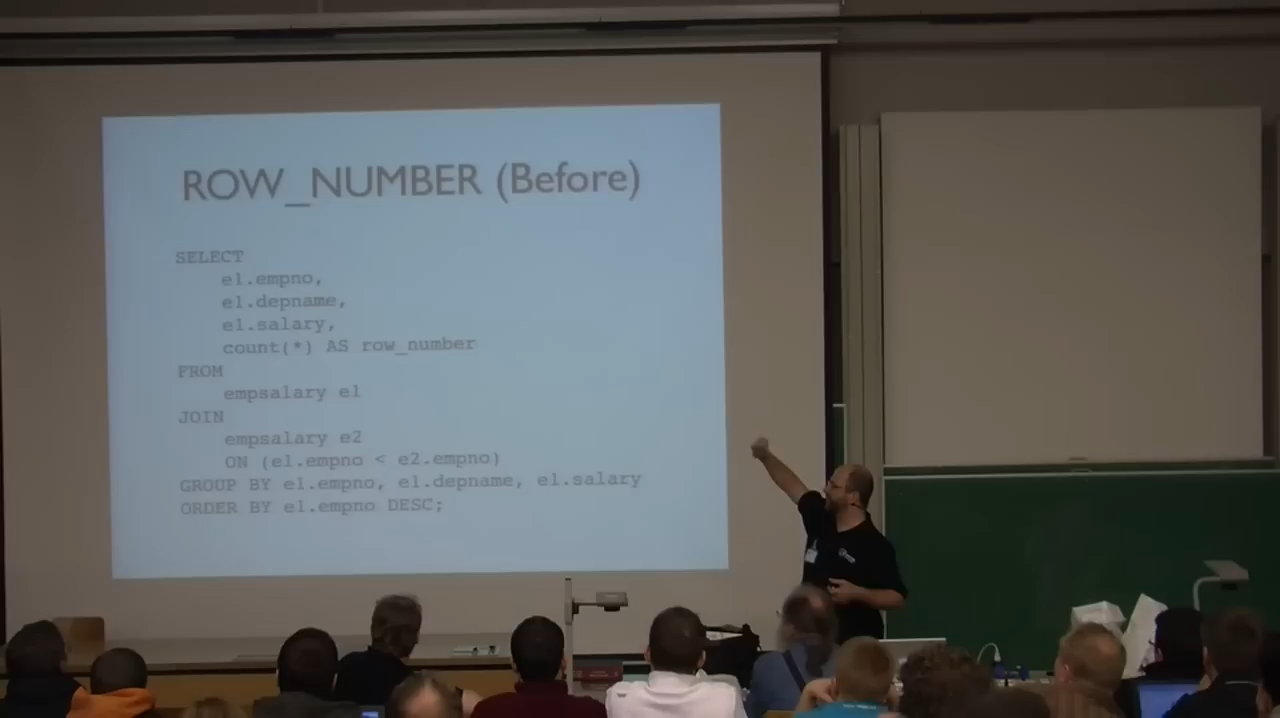 ROW_NUMBER (Before)
SELECT
e1.empno,
e1.depname,
e1.salary,
count(*) AS row_number
FROM
empsalary e1
JOIN
empsalary e2
ON (e1.empno < e2.empno)
GROUP BY e1.empno, e1.depname, e1.salary
ORDER BY e1.empno DESC;